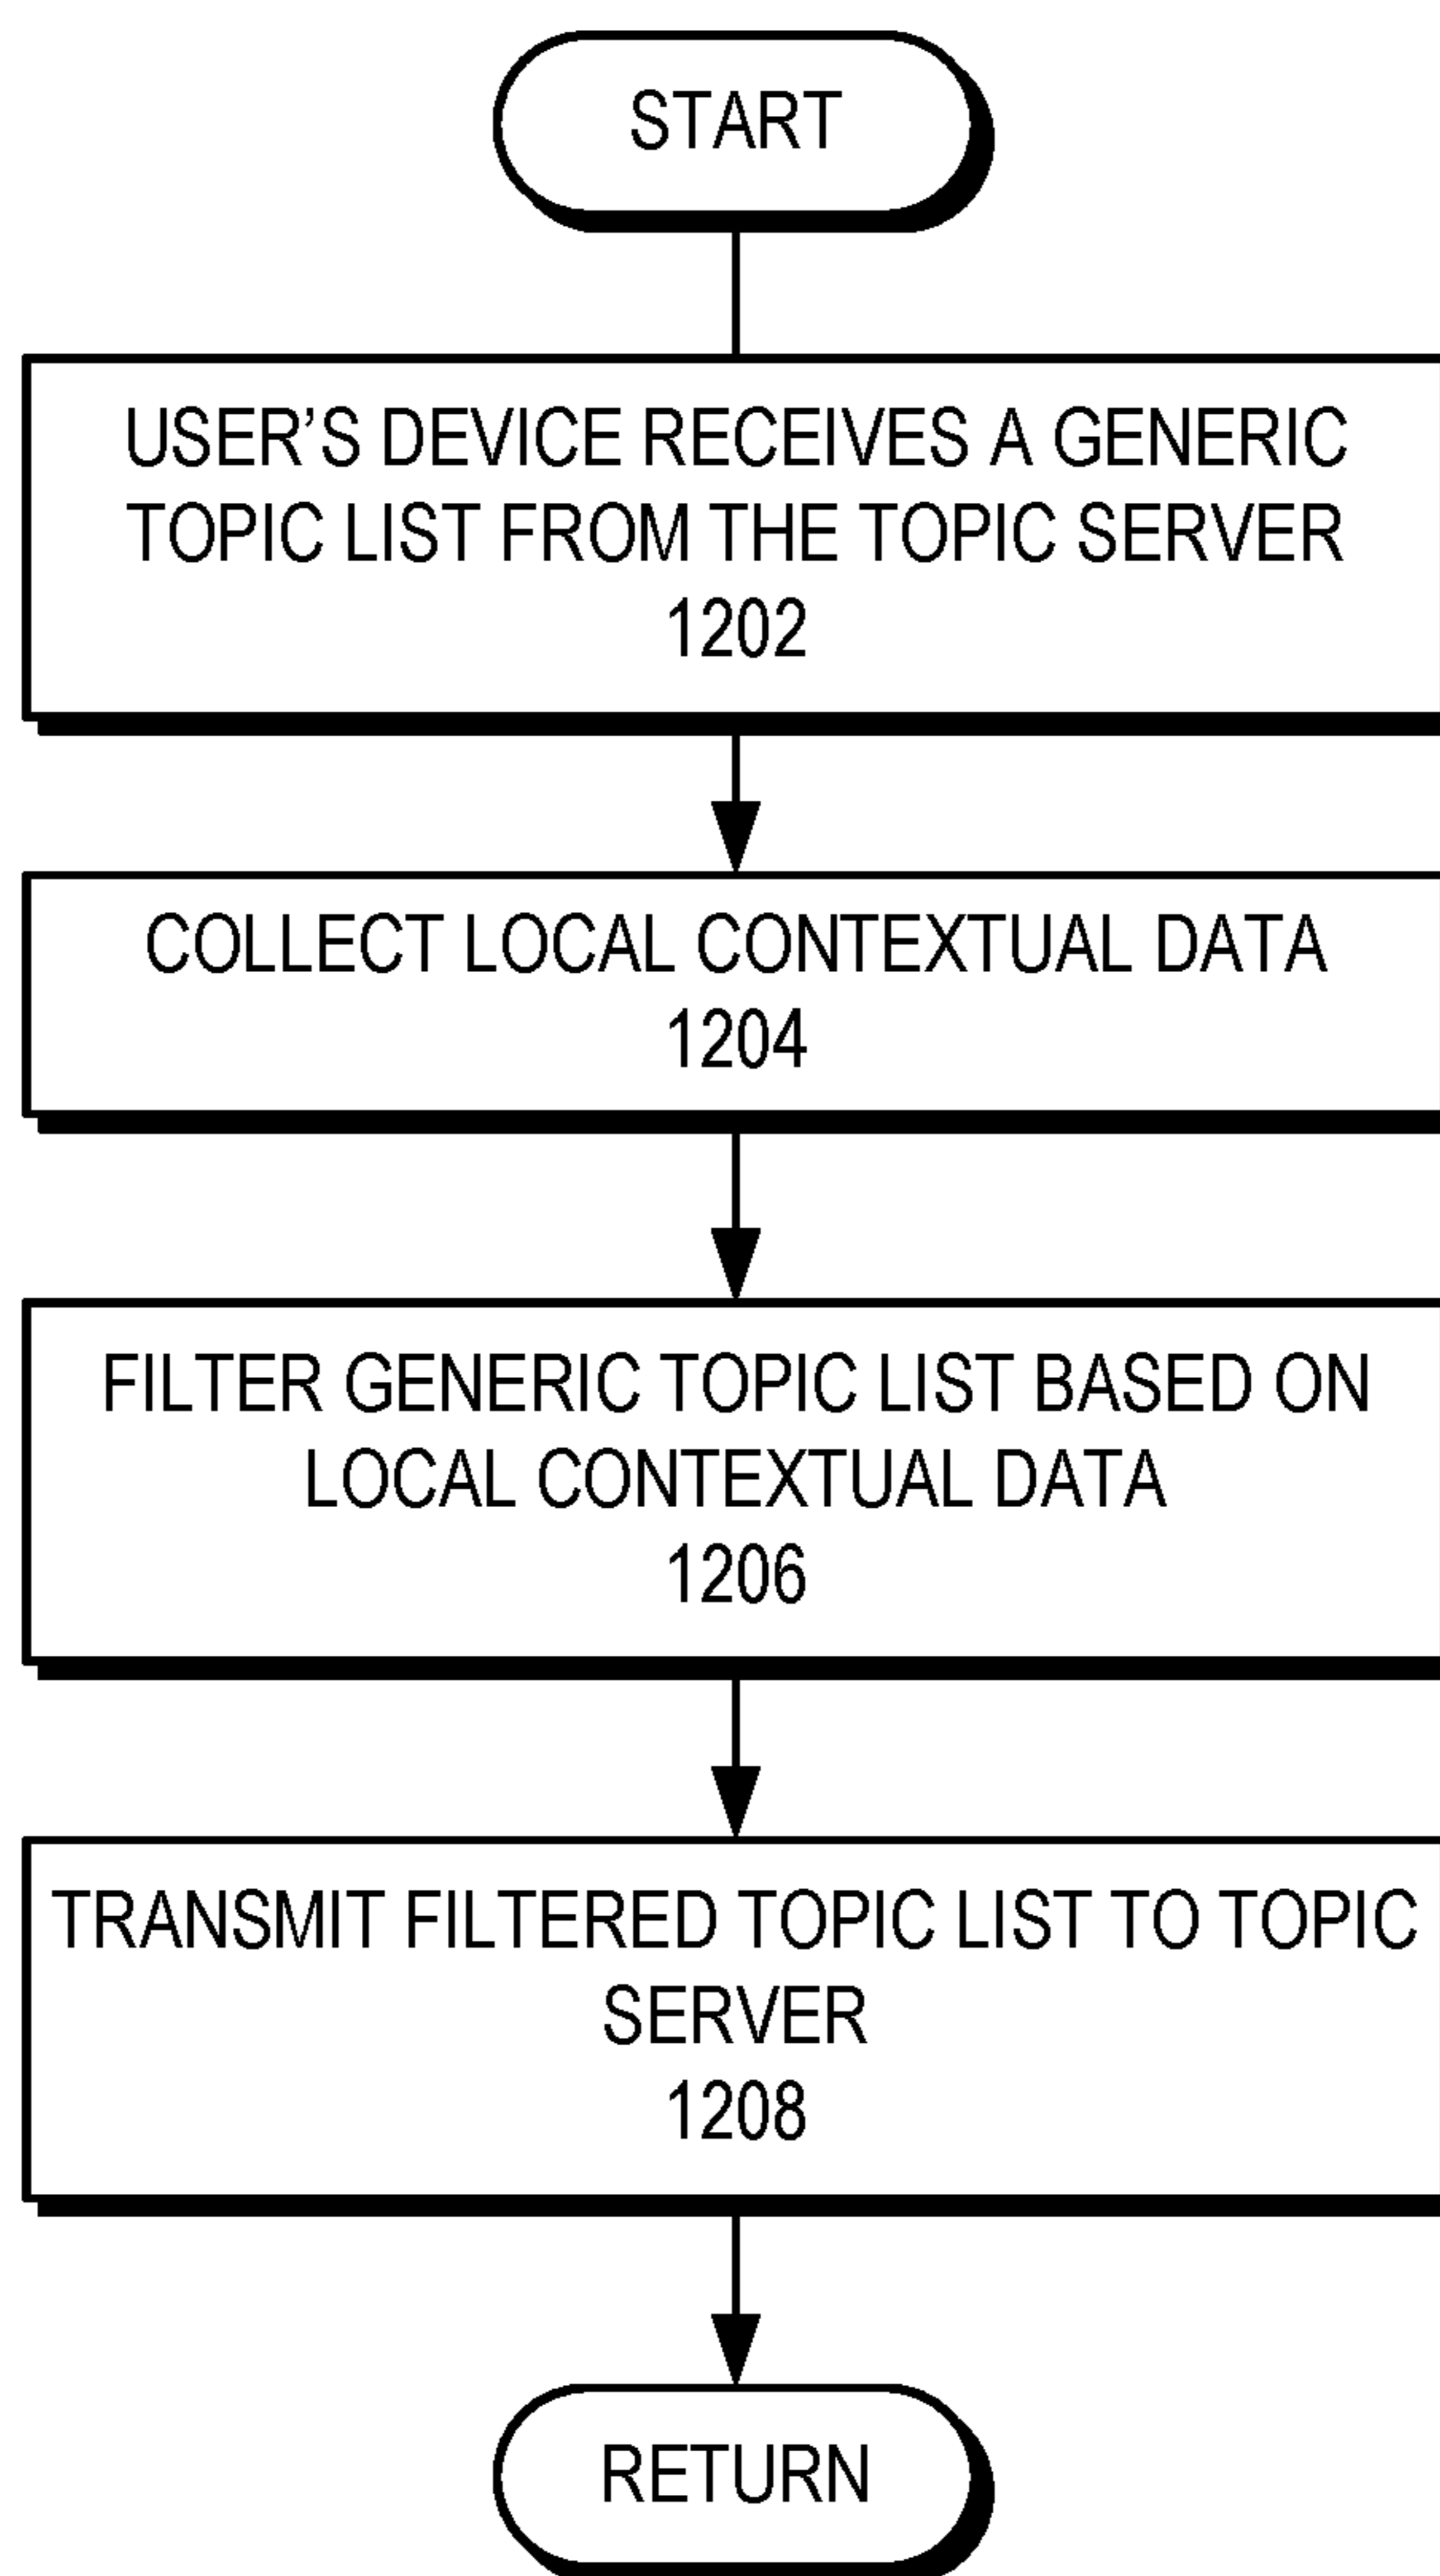 START
USER’S DEVICE RECEIVES A GENERIC
TOPIC LIST FROM THE TOPIC SERVER
1202
COLLECT LOCAL CONTEXTUAL DATA
1204
FILTER GENERIC TOPIC LIST BASED ON
LOCAL CONTEXTUAL DATA
1206
TRANSMIT FILTERED TOPIC LIST TO TOPIC
SERVER
1208
RETURN